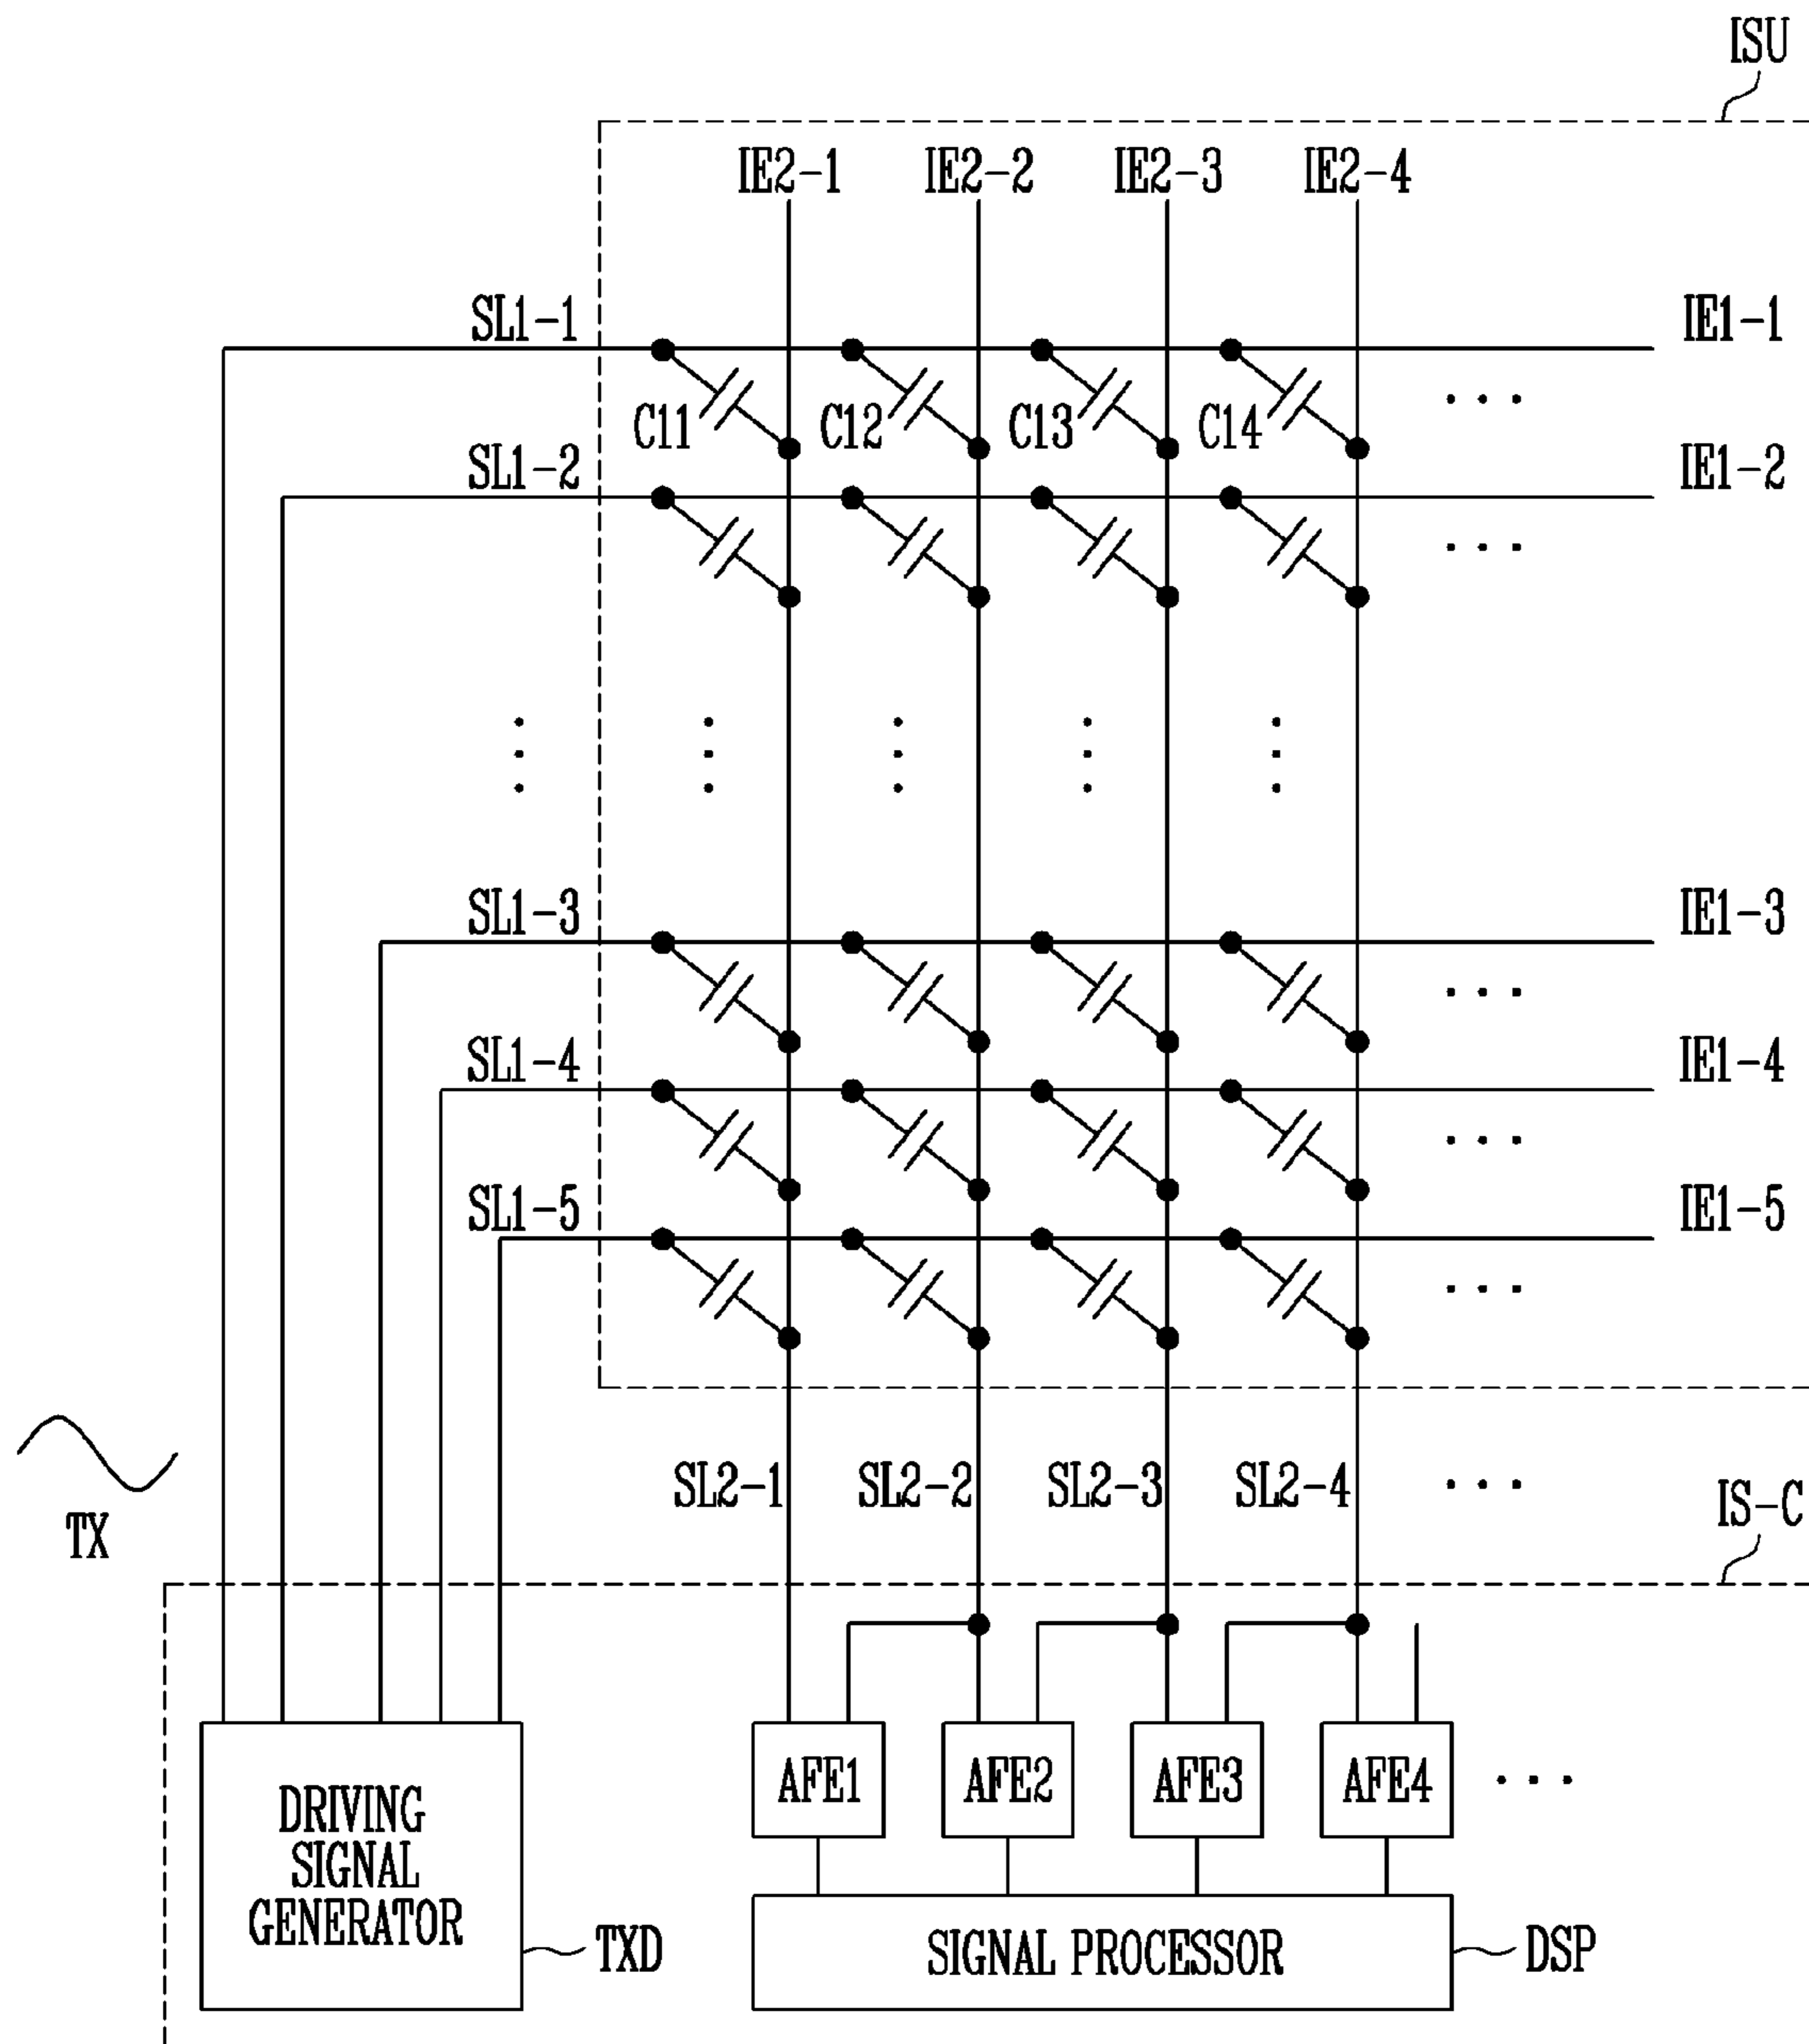 ISU
IE2-1 IE2-2 IE2-3 IE2-4
SL1-1 IE1-1
C11 C12 C13 C14
SL1-2 IE1-2
SL1-3 IE1-3
SL1-4 IE1-4
SL1-5 IE1-5
SL2-1 SL2-2 SL2-3 SL2-4
IS-C
TX
AFE1 AFE2 AFE3 AFE4
DRIVING
SIGNAL
GENERATOR
TXD
SIGNAL PROCESSOR
DSP